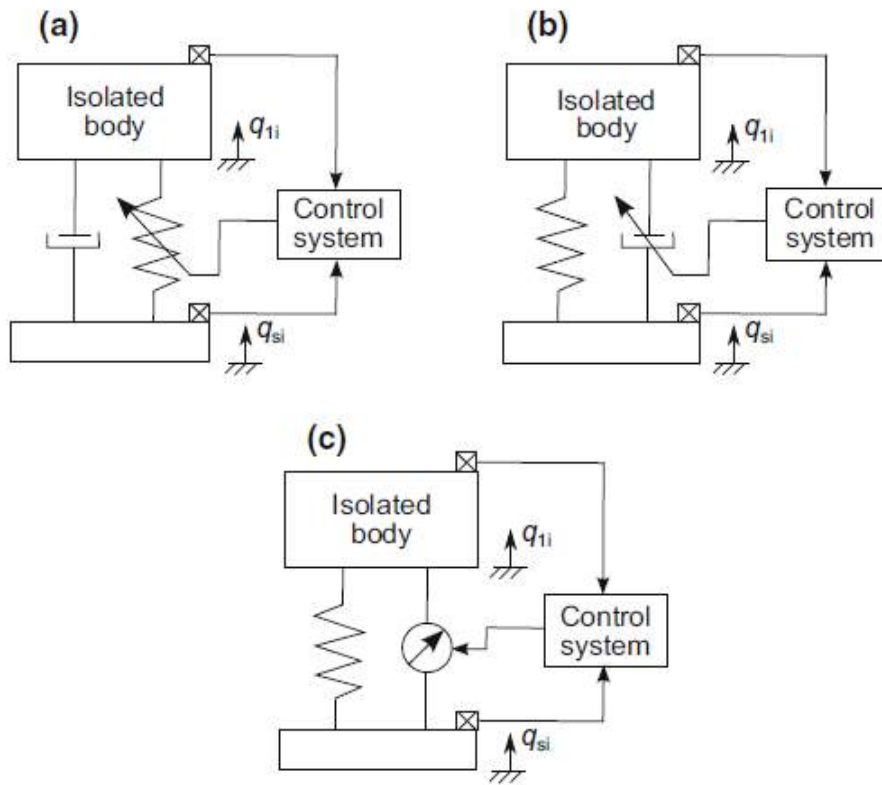 (a)
Isolated
body
q1i
Control
system
qsi
(b)
Isolated
body
q1i
Control
system
qsi
(c)
Isolated
body
q1i
Control
system
qsi